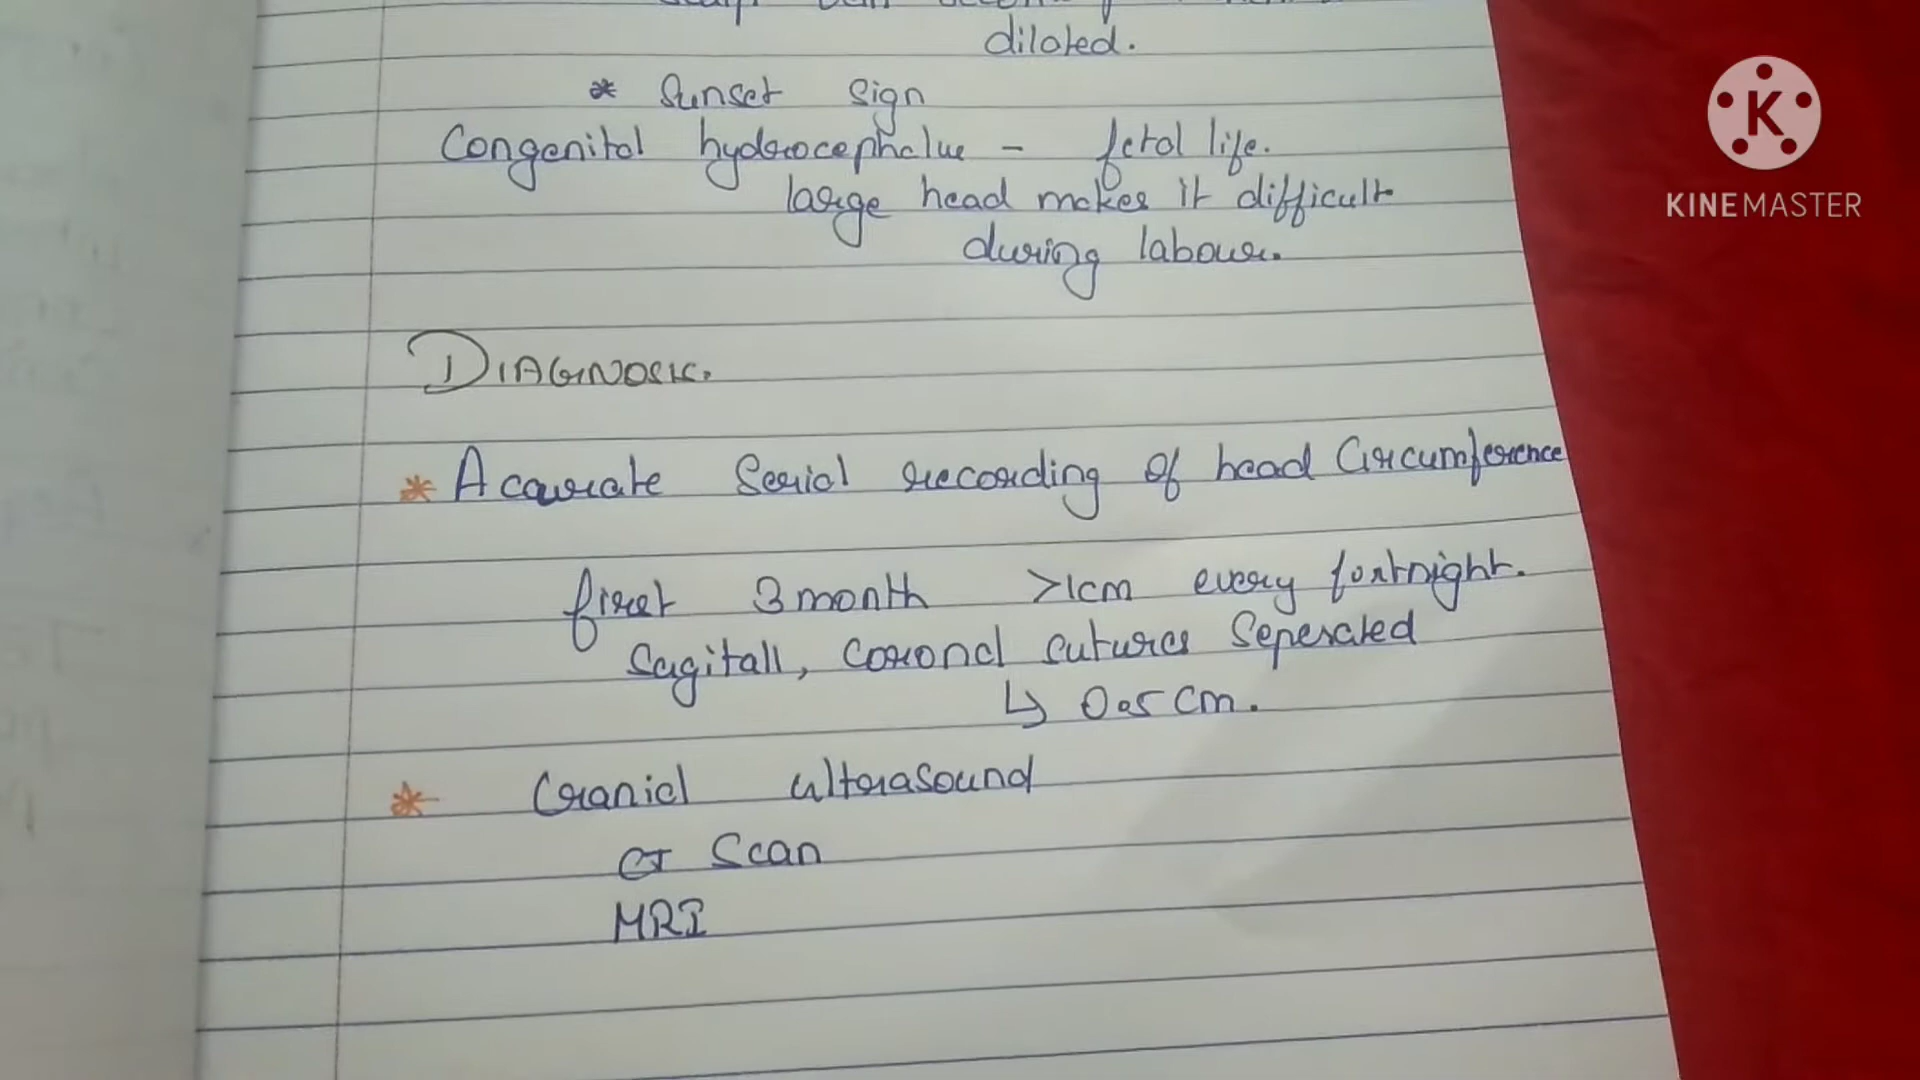 dilated.
* Sunset Sign
Congenital hydrocephalue - fetal life.
large head makes it difficult
during labour.
DIAGNOSIS.
* Acuurate Serial recording of head Circumference
first 3 month >1cm every fortnight.
Sagitall, coronal sutures Seperated
↳ 0.5 cm.
* Cranial ultrasound
CT Scan
MRI
K
KINEMASTER